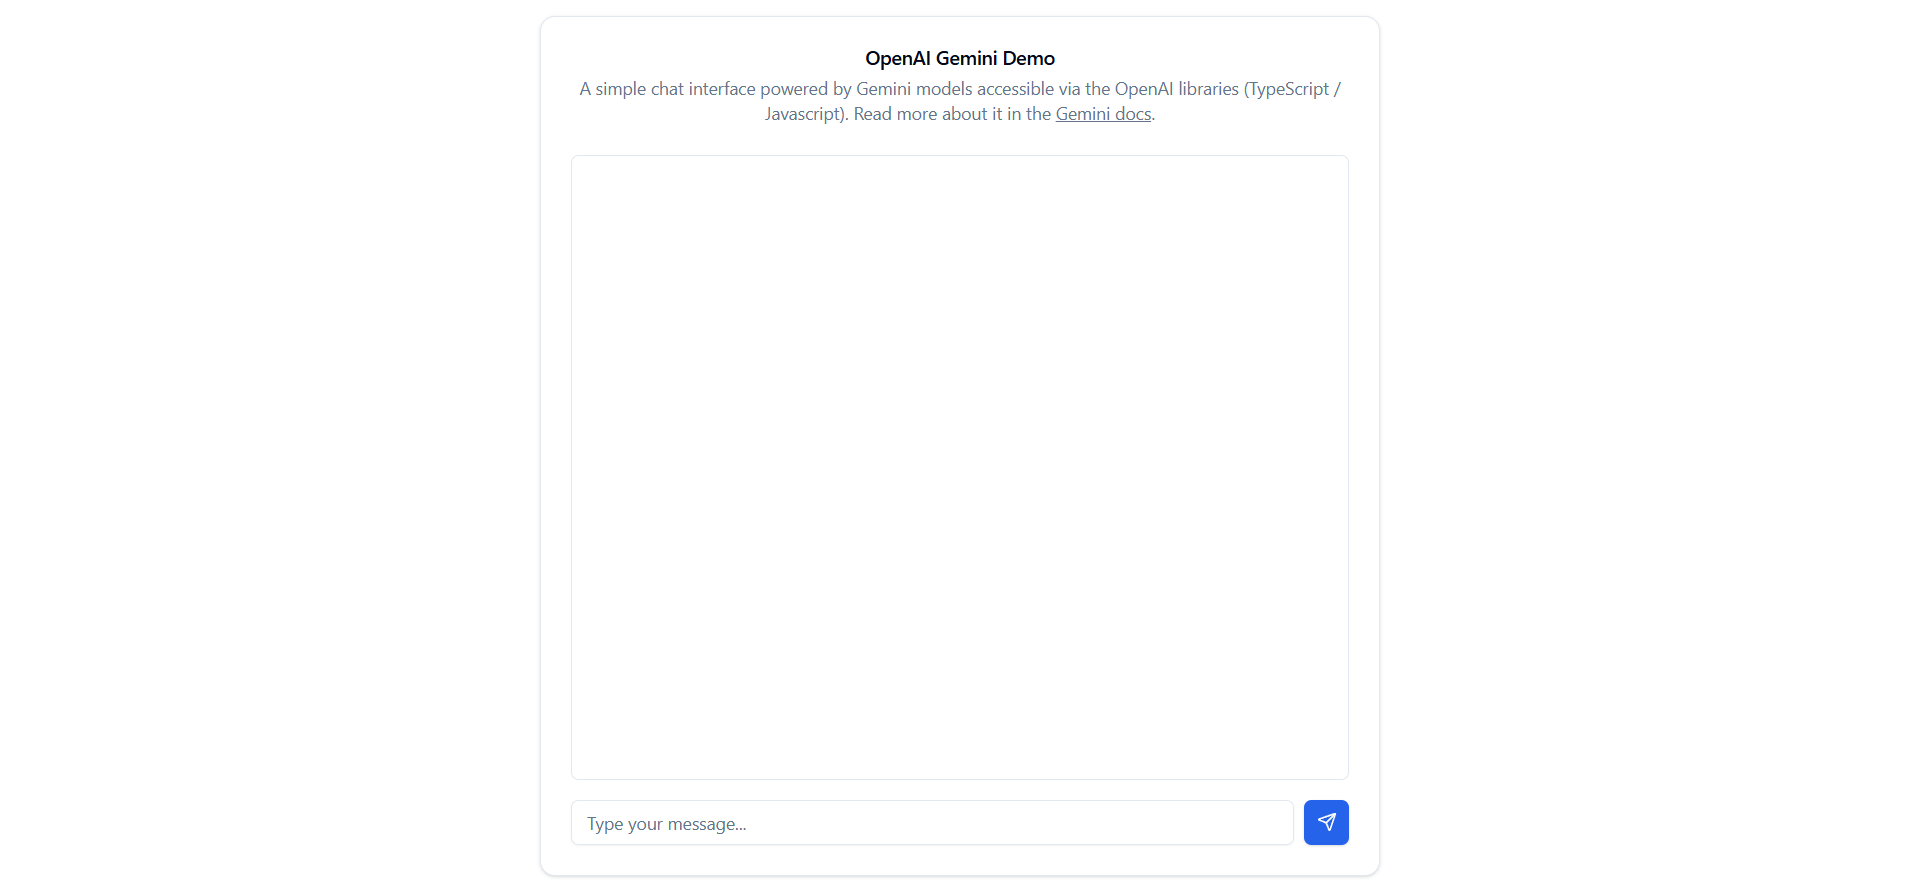 OpenAI Gemini Demo
A simple chat interface powered by Gemini models accessible via the OpenAI libraries (TypeScript /
Javascript). Read more about it in the Gemini docs.
Type your message...